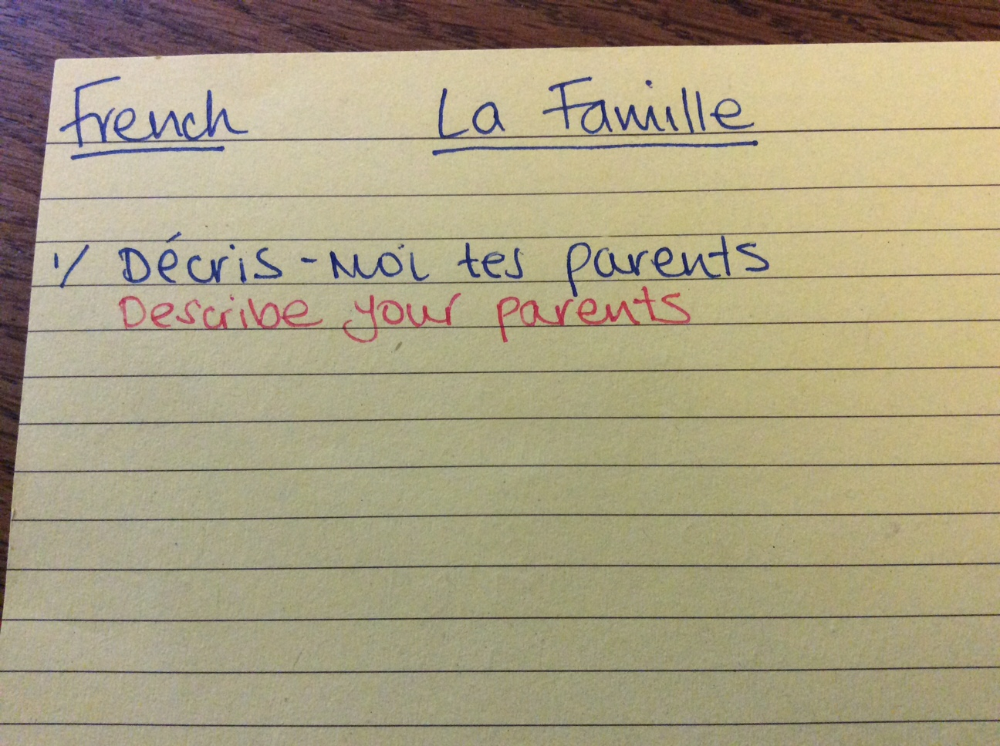 French La Famille
1/ Décris-moi tes parents
Describe your parents